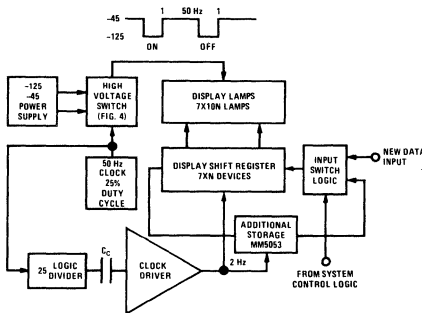 -45
1
50 Hz
1
-125
ON
OFF
-125
-45
POWER
SUPPLY
HIGH
VOLTAGE
SWITCH
(FIG. 4)
DISPLAY LAMPS
7X10N LAMPS
50 Hz
CLOCK
25%
DUTY
CYCLE
DISPLAY SHIFT REGISTER
7XN DEVICES
INPUT
SWITCH
LOGIC
NEW DATA
INPUT
ADDITIONAL
STORAGE
MM5053
25 LOGIC
DIVIDER
CC
CLOCK
DRIVER
2 Hz
FROM SYSTEM
CONTROL LOGIC